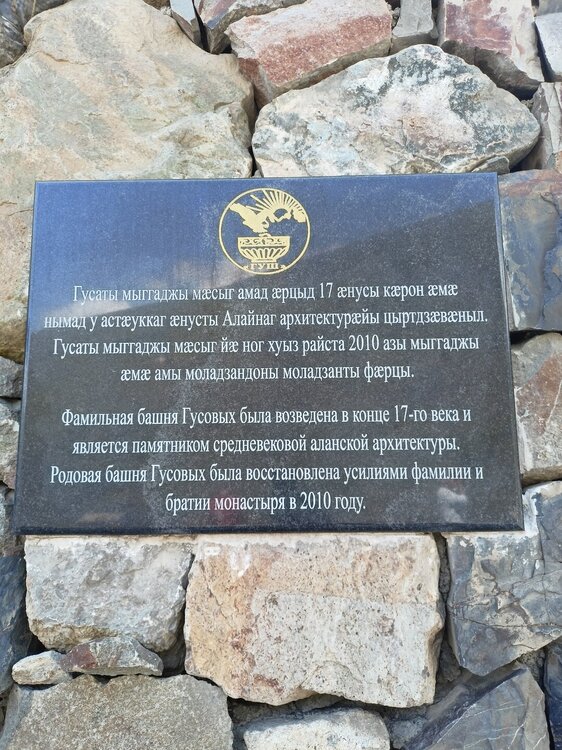 ГУШ
Гусаты мыггаджы мæсыг амад æрцыд 17 æнусы кæрон æмæ
нымад у астæуккаг æнусты Алайнаг архитектурæйы цыртдзæвæныл.
Гусаты мыггаджы мæсыг йæ ног хуыз райста 2010 азы мыггаджы
æмæ амы моладзандоны моладзанты фæрцы.
Фамильная башня Гусовых была возведена в конце 17-го века и
является памятником средневековой аланской архитектуры.
Родовая башня Гусовых была восстановлена усилиями фамилии и
братии монастыря в 2010 году.